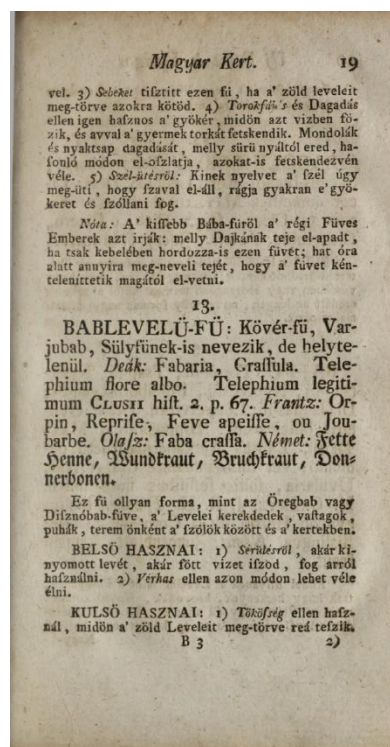 Magyar Kert. 19
vel. 3) Sebeket tiſztitt ezen fű, ha a' zöld leveleit
meg-törve azokra kötöd. 4) Torokfáj's és Dagadás
ellen igen haſznos a' gyökér, midön azt vizben fö-
zik, és avval a' gyermek torkát fetskendik. Mondolák
és nyaktsap dagadását, melly sürü nyáltól ered, ha-
ſonló módon el-oſzlatja, azokat-is fetskendezvén
véle. 5) Szél-ütésröl: Kinek nyelvet a' ſzél úgy
meg-üti, hogy ſzaval el-áll, rágja gyakran e' gyö-
keret és ſzóllani fog.
Nóta: A' kiſſebb Bába-füröl a' régi Füves
Emberek azt irják: melly Dajkának teje el-apadt,
ha tsak kebelében hordozza-is ezen füvét; hat óra
alatt annyira meg-neveli tejét, hogy a' füvet kén-
teleníttetik magától el-vetni.
13.
BABLEVELÜ-FÜ: Kövér-fü, Var-
jubab, Sülyfünek-is nevezik, de helyte-
lenül. Deák: Fabaria, Craſſula. Tele-
phium flore albo. Telephium legiti-
mum CLUSII hiſt. 2. p. 67. Frantz: Or-
pin, Repriſe, Feve apeiſſe, ou Jou-
barbe. Olaſz: Faba craſſa. Német: Fette
Henne, Wundkraut, Bruchkraut, Don-
nerbonen.
Ez fü ollyan forma, mint az Öregbab vagy
Diſznóbab-füve, a' Levelei kerekdedek, vaſtagok,
puhák, terem önként a' ſzólök között és a' kertekben.
BELSÖ HASZNAI: 1) Sérülésröl, akár ki-
nyomott levét, akár fött vizet iſzod, fog arról
haſználni. 2) Verhas ellen azon módon lehet véle
élni.
KULSÖ HASZNAI: 1) Tököſség ellen haſz-
nál, midön a' zöld Leveleit meg-törve reá teſzik.
B 3 2)